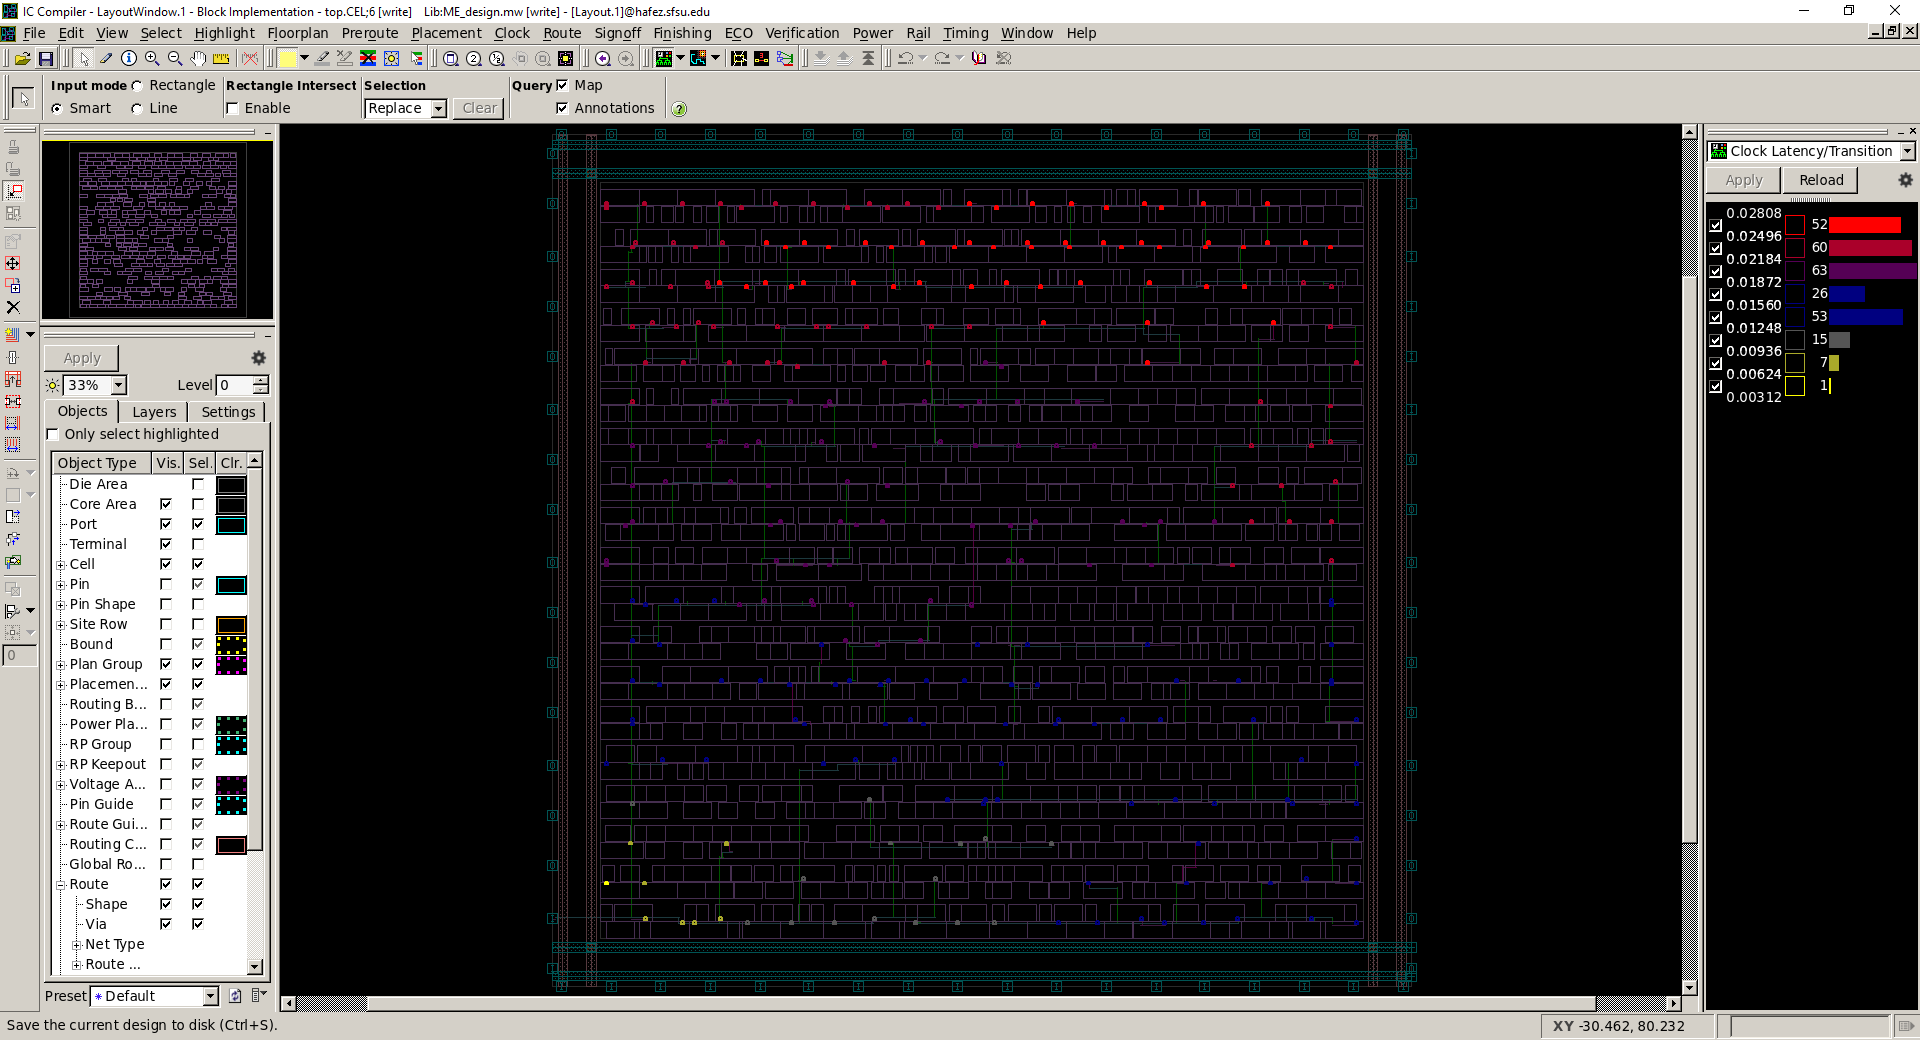 IC Compiler - LayoutWindow.1 - Block Implementation - top.CEL;6 [write]    Lib:ME_design.mw [write] - [Layout.1]@hafez.sfsu.edu
File Edit View Select Highlight Floorplan Preroute Placement Clock Route Signoff Finishing ECO Verification Power Rail Timing Window Help
Input mode Rectangle Rectangle Intersect Selection Query Map
Smart Line Enable Replace Clear Annotations
Clock Latency/Transition
Apply Reload
0.02808
52
0.02496
60
0.02184
63
0.01872
26
0.01560
53
0.01248
15
0.00936
7
0.00624
1
0.00312
Apply
33% Level 0
Objects Layers Settings
Only select highlighted
Object Type Vis. Sel. Clr.
Die Area
Core Area
Port
Terminal
Cell
Pin
Pin Shape
Site Row
Bound
Plan Group
Placemen...
Routing B...
Power Pla...
RP Group
RP Keepout
Voltage A...
Pin Guide
Route Gui...
Routing C...
Global Ro...
Route
Shape
Via
Net Type
Route ...
0
Preset * Default
Save the current design to disk (Ctrl+S).
XY -30.462, 80.232